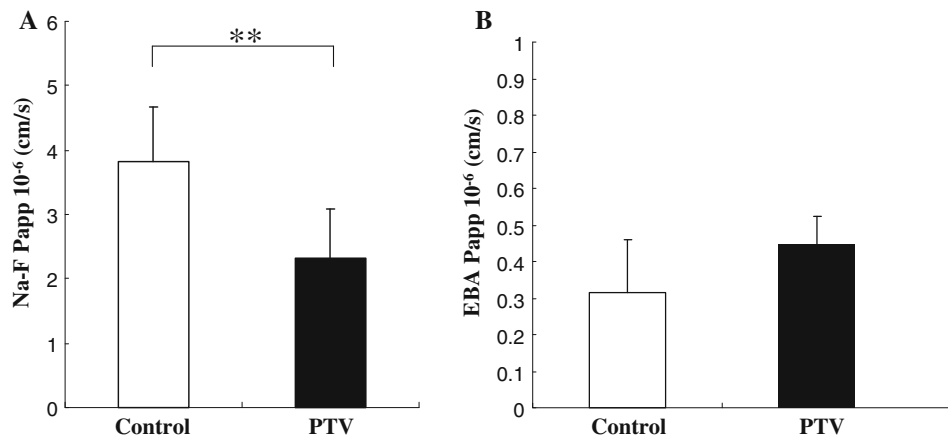 A
Na-F Papp 10⁻⁶ (cm/s)
6
5
4
3
2
1
0
**
Control
PTV
B
EBA Papp 10⁻⁶ (cm/s)
1
0.9
0.8
0.7
0.6
0.5
0.4
0.3
0.2
0.1
0
Control
PTV